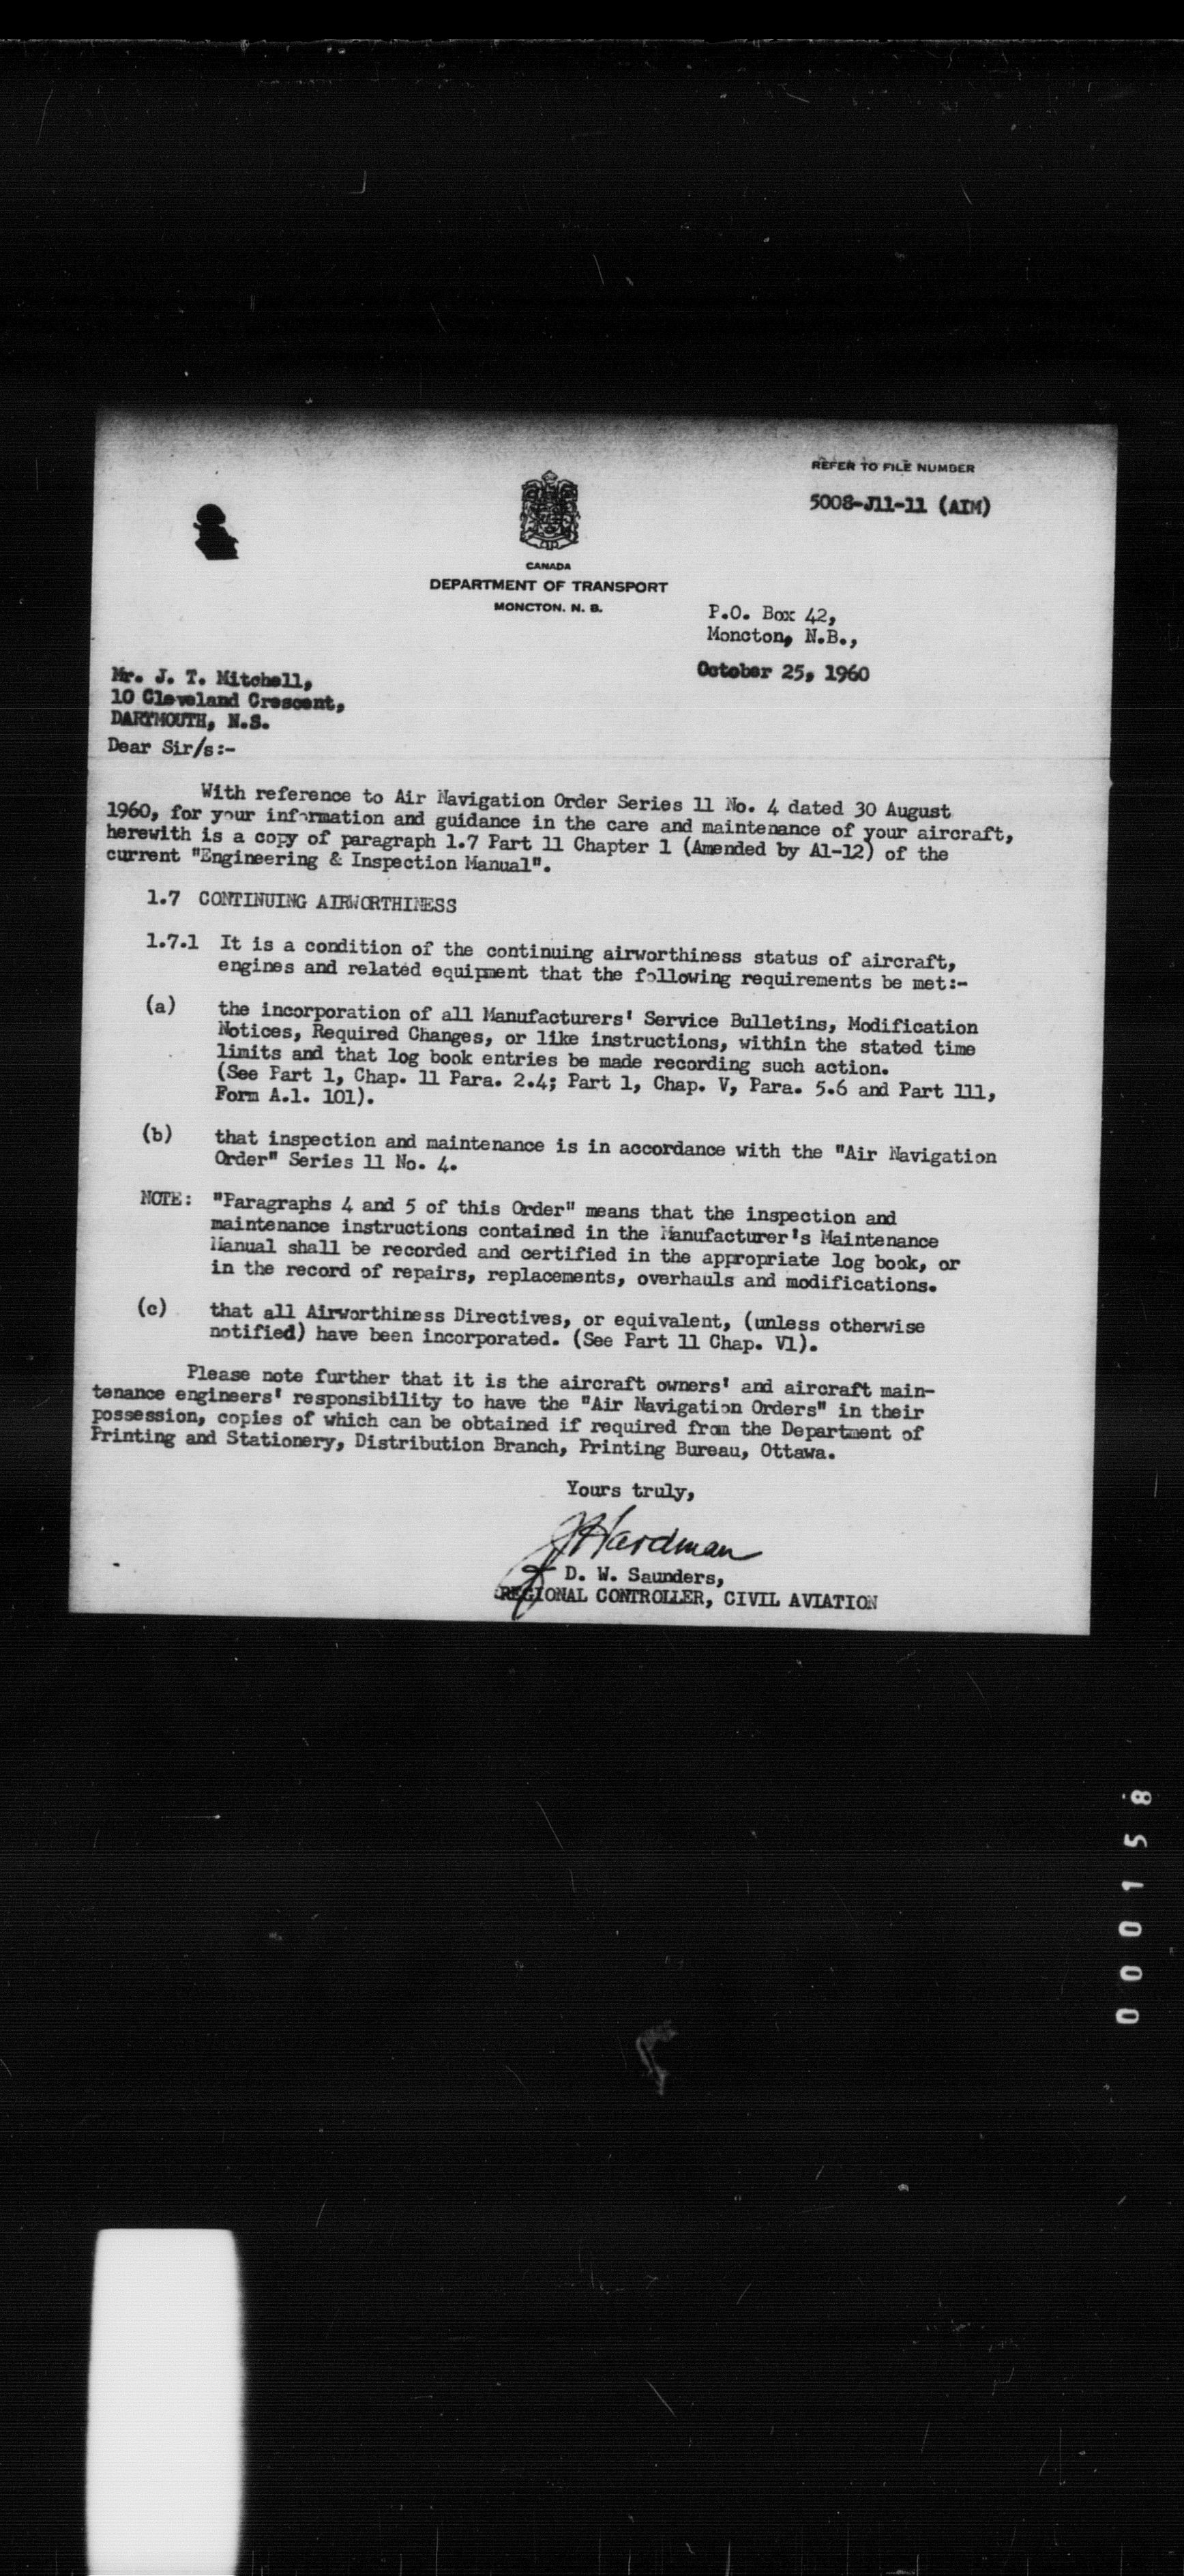 REFER TO FILE NUMBER
5008-J11-11 (AIM)
CANADA
DEPARTMENT OF TRANSPORT
MONCTON. N. B.
P.O. Box 42,
Moncton, N.B.,
October 25, 1960
Mr. J. T. Mitchell,
10 Cleveland Crescent,
DARTMOUTH, N.S.
Dear Sir/s:-
With reference to Air Navigation Order Series 11 No. 4 dated 30 August
1960, for your information and guidance in the care and maintenance of your aircraft,
herewith is a copy of paragraph 1.7 Part 11 Chapter 1 (Amended by A1-12) of the
current "Engineering & Inspection Manual".
1.7 CONTINUING AIRWORTHINESS
1.7.1 It is a condition of the continuing airworthiness status of aircraft,
engines and related equipment that the following requirements be met:-
(a) the incorporation of all Manufacturers' Service Bulletins, Modification
Notices, Required Changes, or like instructions, within the stated time
limits and that log book entries be made recording such action.
(See Part 1, Chap. 11 Para. 2.4; Part 1, Chap. V, Para. 5.6 and Part 111,
Form A.1. 101).
(b) that inspection and maintenance is in accordance with the "Air Navigation
Order" Series 11 No. 4.
NOTE: "Paragraphs 4 and 5 of this Order" means that the inspection and
maintenance instructions contained in the Manufacturer's Maintenance
Manual shall be recorded and certified in the appropriate log book, or
in the record of repairs, replacements, overhauls and modifications.
(c) that all Airworthiness Directives, or equivalent, (unless otherwise
notified) have been incorporated. (See Part 11 Chap. V1).
Please note further that it is the aircraft owners' and aircraft main-
tenance engineers' responsibility to have the "Air Navigation Orders" in their
possession, copies of which can be obtained if required from the Department of
Printing and Stationery, Distribution Branch, Printing Bureau, Ottawa.
Yours truly,
J Hardman
D. W. Saunders,
REGIONAL CONTROLLER, CIVIL AVIATION
000158